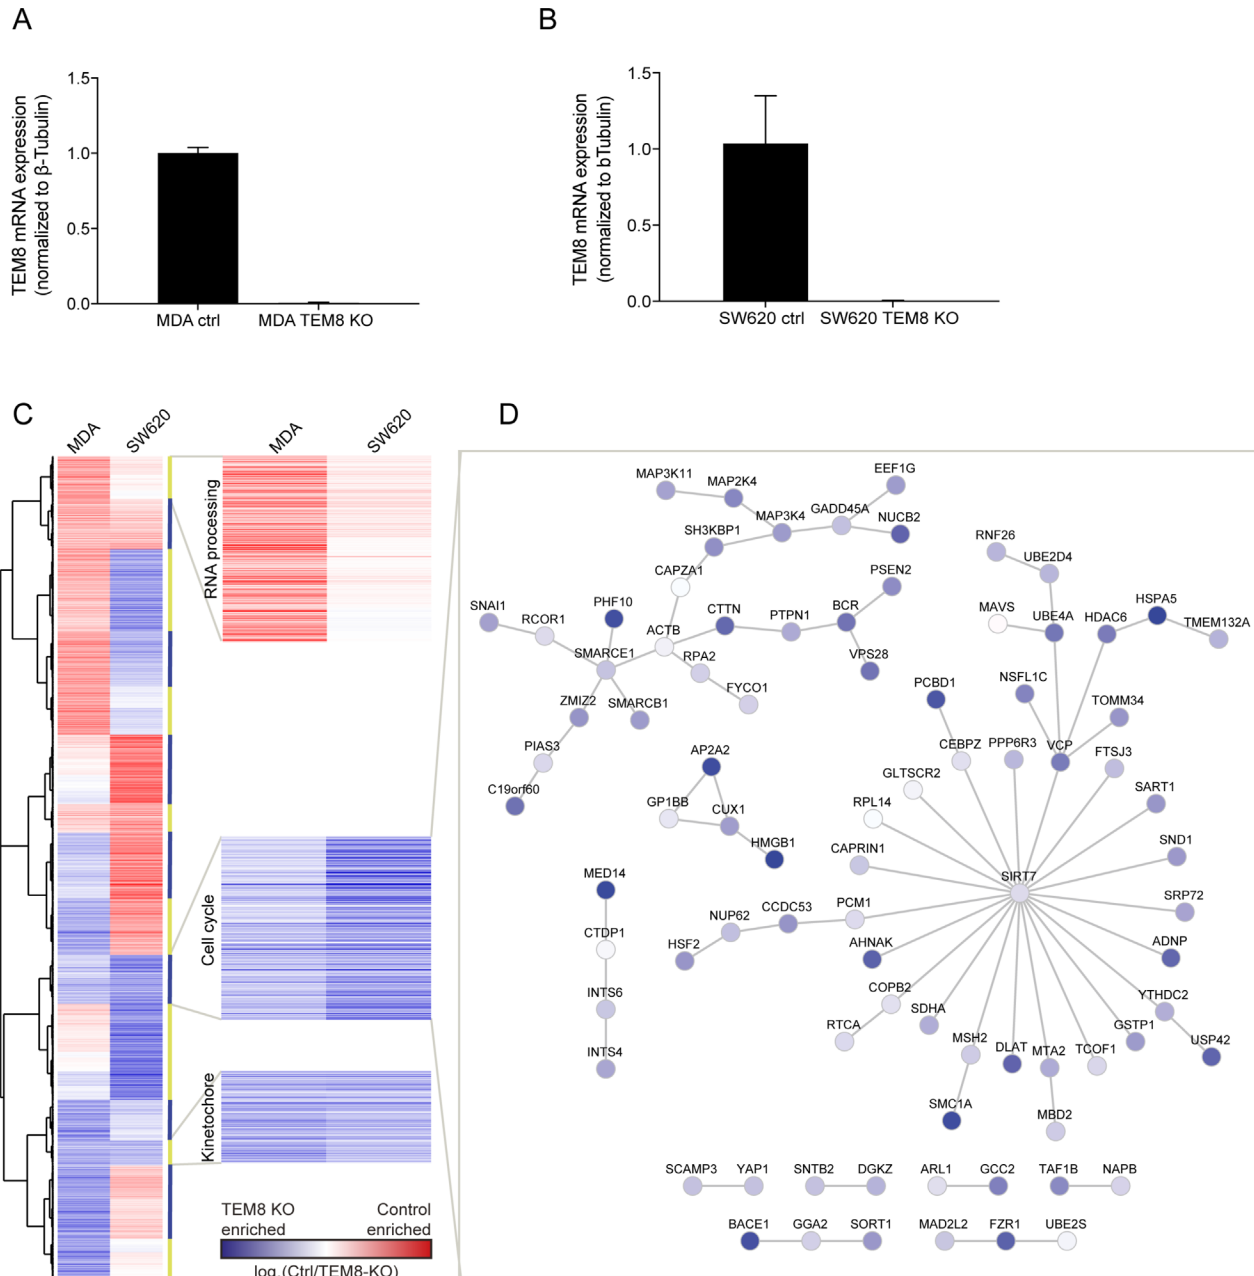 A
B
1.5
1.0
0.5
0.0
TEM8 mRNA expression
(normalized to β-Tubulin)
MDA ctrl
MDA TEM8 KO
1.5
1.0
0.5
0.0
TEM8 mRNA expression
(normalized to bTubulin)
SW620 ctrl
SW620 TEM8 KO
C
MDA
SW620
MDA
SW620
RNA processing
Cell cycle
Kinetochore
TEM8 KO
enriched
Control
enriched
log2(Ctrl/TEM8-KO)
D
MAP3K11
MAP2K4
EEF1G
GADD45A
MAP3K4
NUCB2
SH3KBP1
RNF26
UBE2D4
CAPZA1
PSEN2
SNAI1
RCOR1
PHF10
CTTN
PTPN1
BCR
MAVS
UBE4A
HDAC6
HSPA5
TMEM132A
ACTB
SMARCE1
RPA2
VPS28
FYCO1
ZMIZ2
SMARCB1
PCBD1
NSFL1C
TOMM34
PIAS3
C19orf60
AP2A2
CEBPZ
PPP6R3
VCP
FTSJ3
GLTSCR2
GP1BB
CUX1
RPL14
SART1
HMGB1
CAPRIN1
SND1
MED14
SIRT7
NUP62
CCDC53
PCM1
SRP72
CTDP1
HSF2
AHNAK
ADNP
INTS6
COPB2
YTHDC2
RTCA
SDHA
GSTP1
USP42
INTS4
MSH2
DLAT
MTA2
TCOF1
SMC1A
MBD2
SCAMP3
YAP1
SNTB2
DGKZ
ARL1
GCC2
TAF1B
NAPB
BACE1
GGA2
SORT1
MAD2L2
FZR1
UBE2S